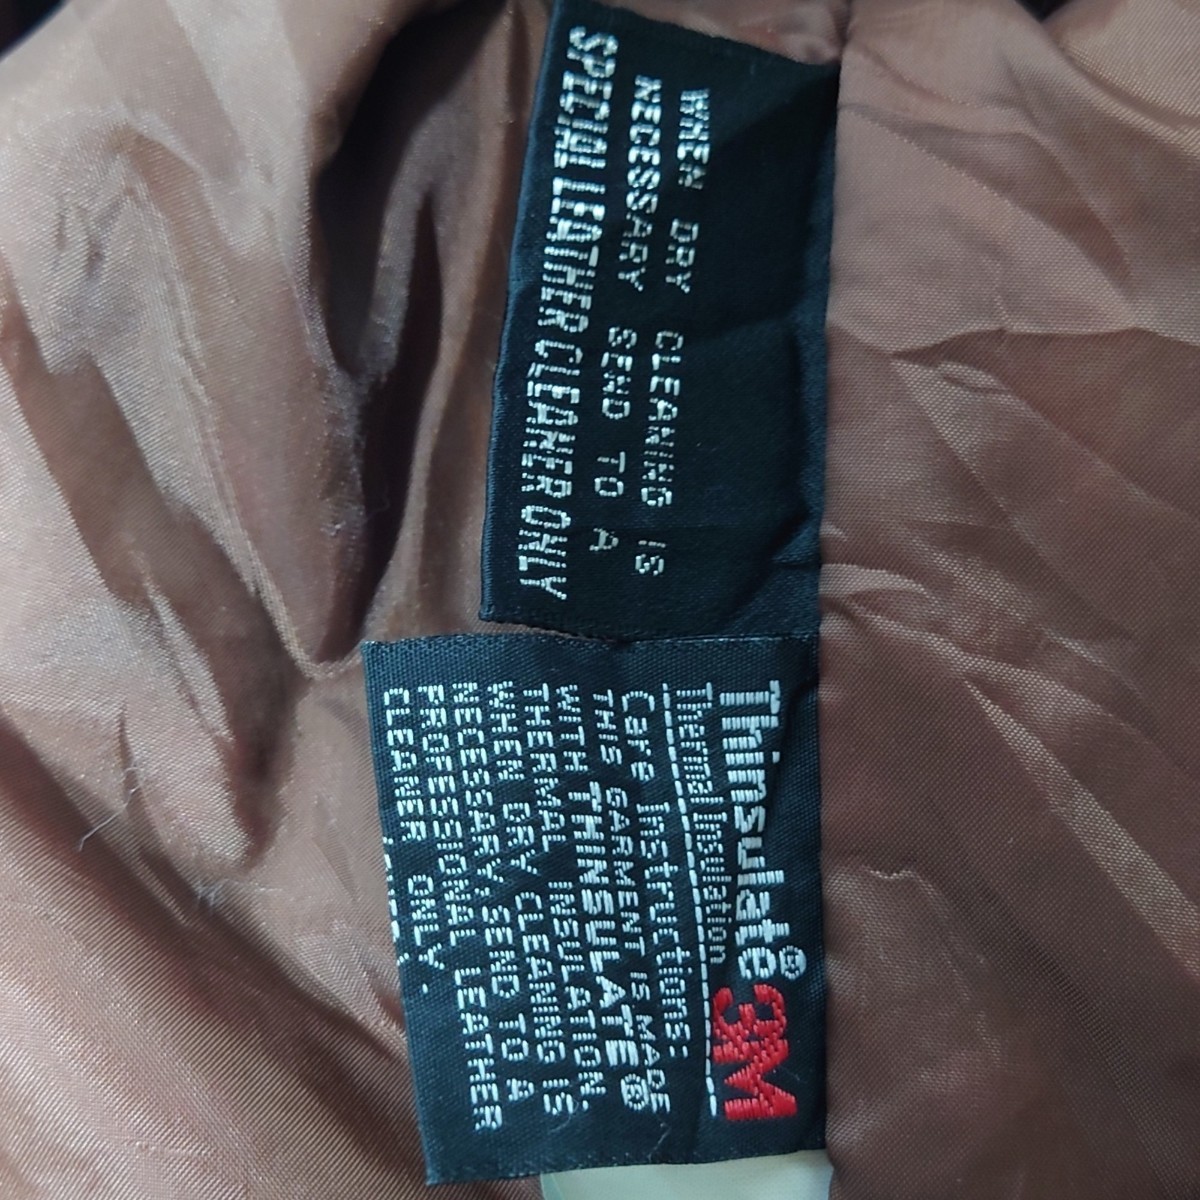 WHEN DRY CLEANING IS
NECESSARY SEND TO A
SPECIAL LEATHER CLEANER ONLY
Thinsulate® 3M
Thermal Insulation
Care Instructions:
THIS GARMENT IS MADE
WITH THINSULATE®
THERMAL INSULATION.
WHEN DRY CLEANING IS
NECESSARY, SEND TO A
PROFESSIONAL LEATHER
CLEANER ONLY.